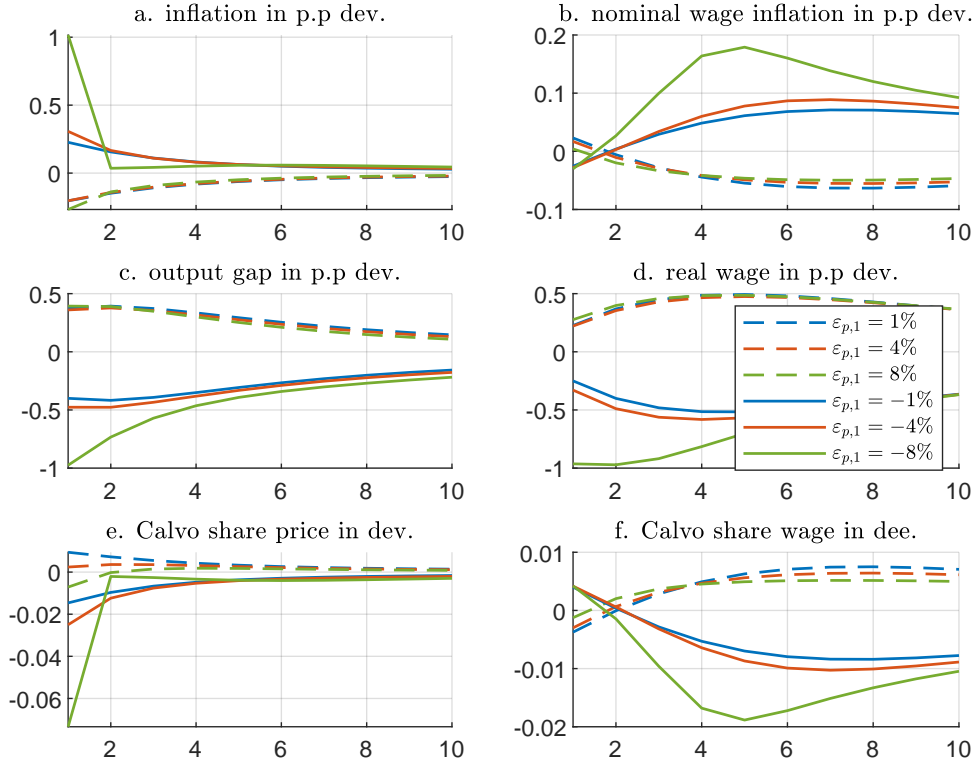 a. inflation in p.p dev.
1
0.5
0
2 4 6 8 10
b. nominal wage inflation in p.p dev.
0.2
0.1
0
-0.1
2 4 6 8 10
c. output gap in p.p dev.
0.5
0
-0.5
-1
2 4 6 8 10
d. real wage in p.p dev.
0.5
0
-0.5
-1
2 4 6 8 10
ε_{p,1} = 1%
ε_{p,1} = 4%
ε_{p,1} = 8%
ε_{p,1} = −1%
ε_{p,1} = −4%
ε_{p,1} = −8%
e. Calvo share price in dev.
0
-0.02
-0.04
-0.06
2 4 6 8 10
f. Calvo share wage in dee.
0.01
0
-0.01
-0.02
2 4 6 8 10